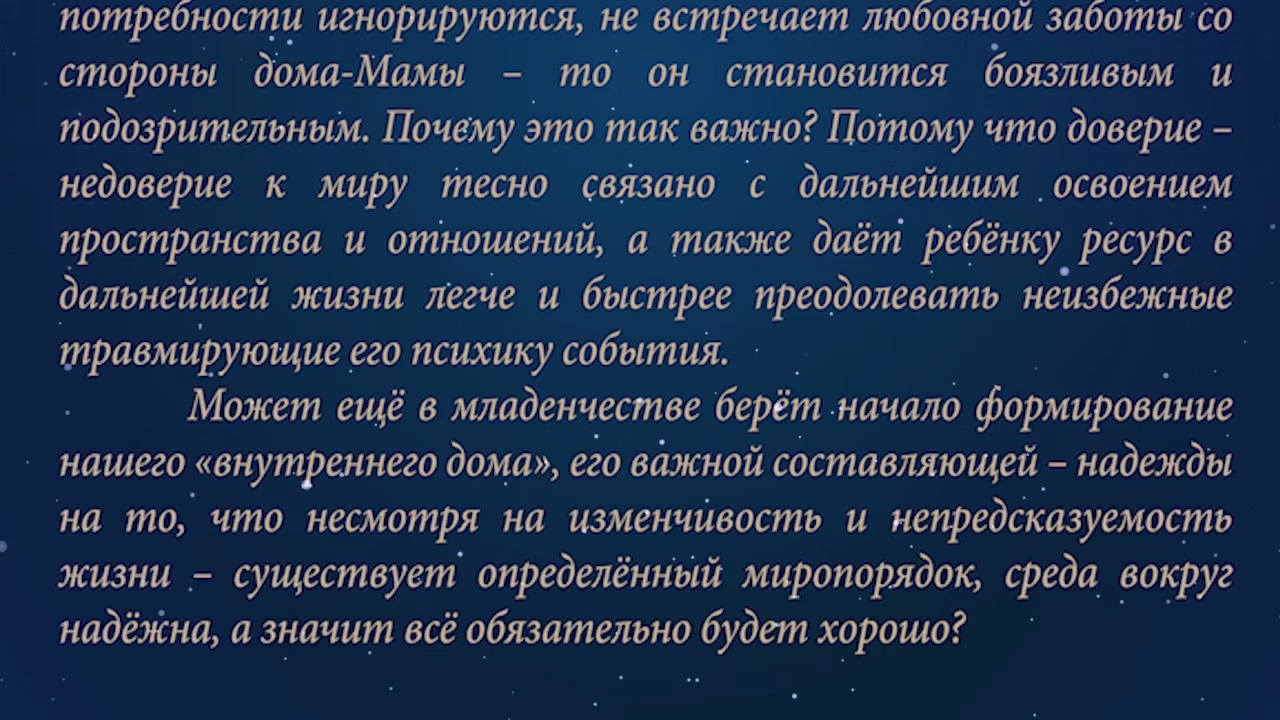 потребности игнорируются, не встречает любовной заботы со
стороны дома-Мамы – то он становится боязливым и
подозрительным. Почему это так важно? Потому что доверие –
недоверие к миру тесно связано с дальнейшим освоением
пространства и отношений, а также даёт ребёнку ресурс в
дальнейшей жизни легче и быстрее преодолевать неизбежные
травмирующие его психику события.
Может ещё в младенчестве берёт начало формирование
нашего «внутреннего дома», его важной составляющей – надежды
на то, что несмотря на изменчивость и непредсказуемость
жизни – существует определённый миропорядок, среда вокруг
надёжна, а значит всё обязательно будет хорошо?